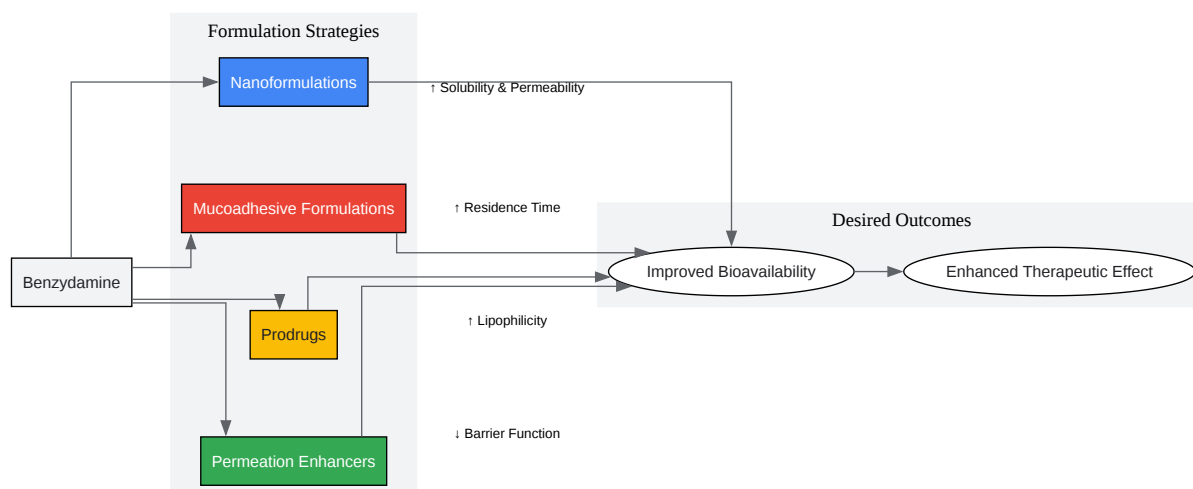 Formulation Strategies
Nanoformulations
↑ Solubility & Permeability
Mucoadhesive Formulations
↑ Residence Time
Desired Outcomes
Benzydamine
Improved Bioavailability
Enhanced Therapeutic Effect
Prodrugs
↑ Lipophilicity
Permeation Enhancers
↓ Barrier Function